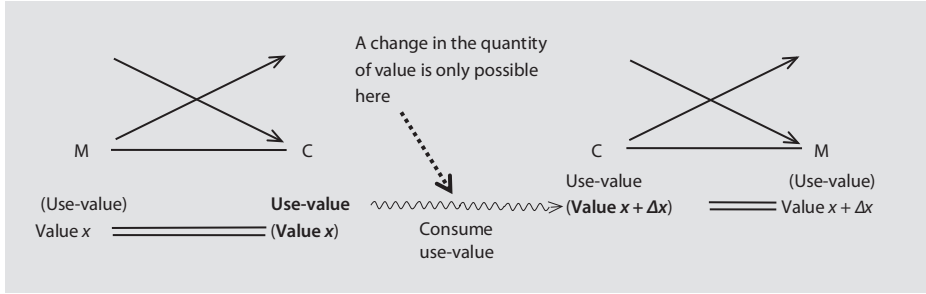 A change in the quantity
of value is only possible
here
M
C
C
M
Use-value
(Use-value)
(Use-value)
Use-value
(Value x + Δx)
Value x + Δx
Value x
(Value x)
Consume
use-value